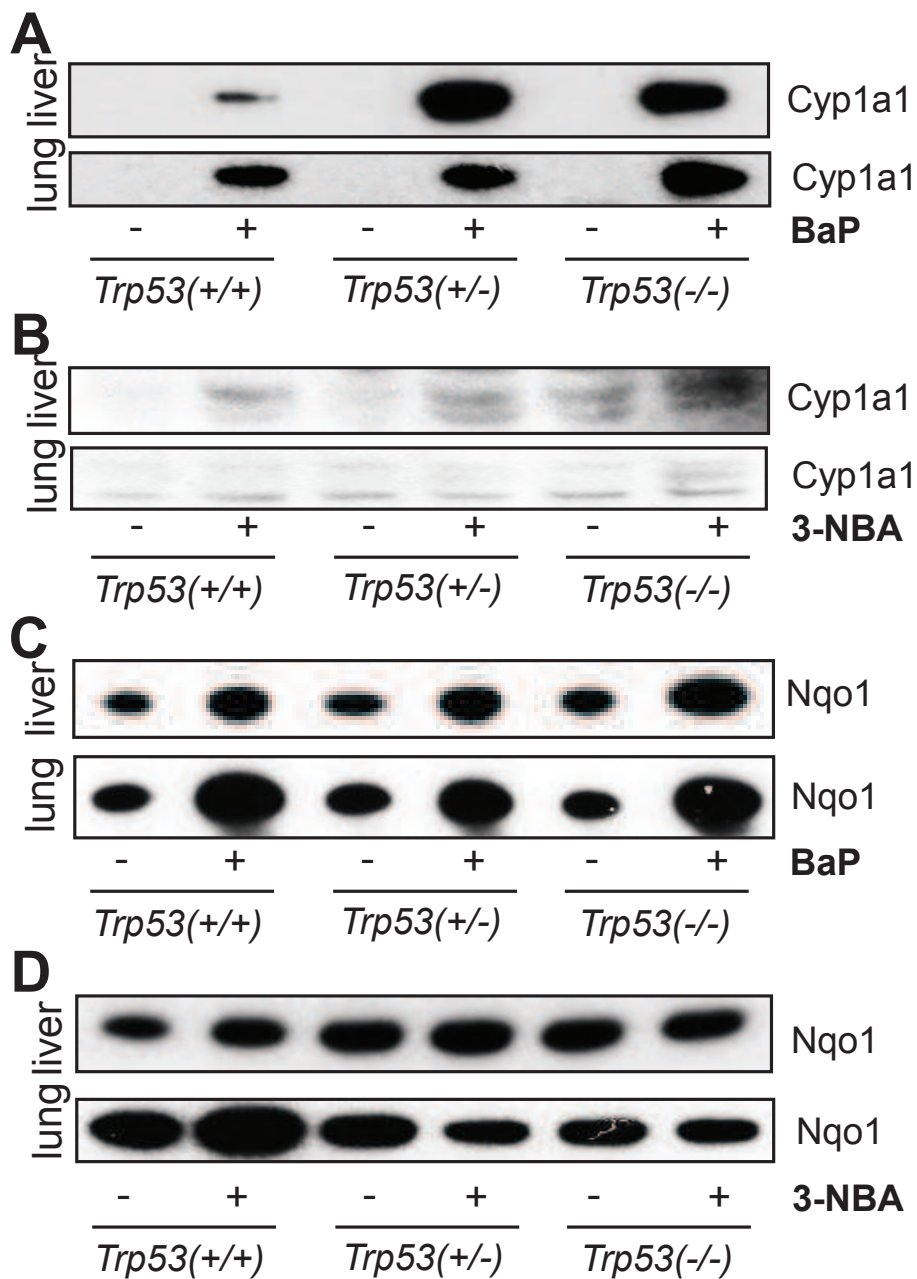 A
liver
Cyp1a1
lung
Cyp1a1
- + - + - + BaP
Trp53(+/+) Trp53(+/-) Trp53(-/-)
B
liver
Cyp1a1
lung
Cyp1a1
- + - + - + 3-NBA
Trp53(+/+) Trp53(+/-) Trp53(-/-)
C
liver
Nqo1
lung
Nqo1
- + - + - + BaP
Trp53(+/+) Trp53(+/-) Trp53(-/-)
D
liver
Nqo1
lung
Nqo1
- + - + - + 3-NBA
Trp53(+/+) Trp53(+/-) Trp53(-/-)